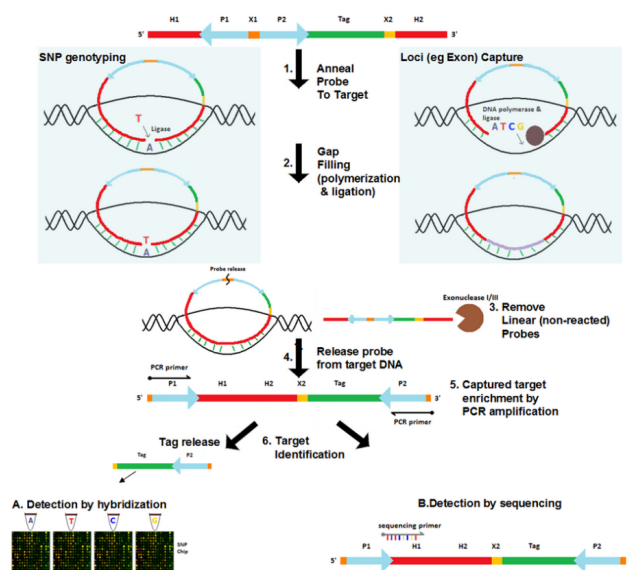 H1 P1 X1 P2 Tag X2 H2
5' 3'
SNP genotyping
1. Anneal
Probe
To Target
Loci (eg Exon) Capture
T
Ligase
A
DNA polymerase &
ligase
A T C G
2. Gap
Filling
(polymerization
& ligation)
T
A
Probe release
Exonuclease I/III
3. Remove
Linear (non-reacted)
Probes
4. Release probe
from target DNA
PCR primer
P1 H1 H2 X2 Tag P2
5' 3'
PCR primer
5. Captured target
enrichment by
PCR amplification
6. Target
Identification
Tag release
Tag P2
A. Detection by hybridization
A T C G
SNP
Chip
B.Detection by sequencing
sequencing primer
P1 H1 H2 X2 Tag P2